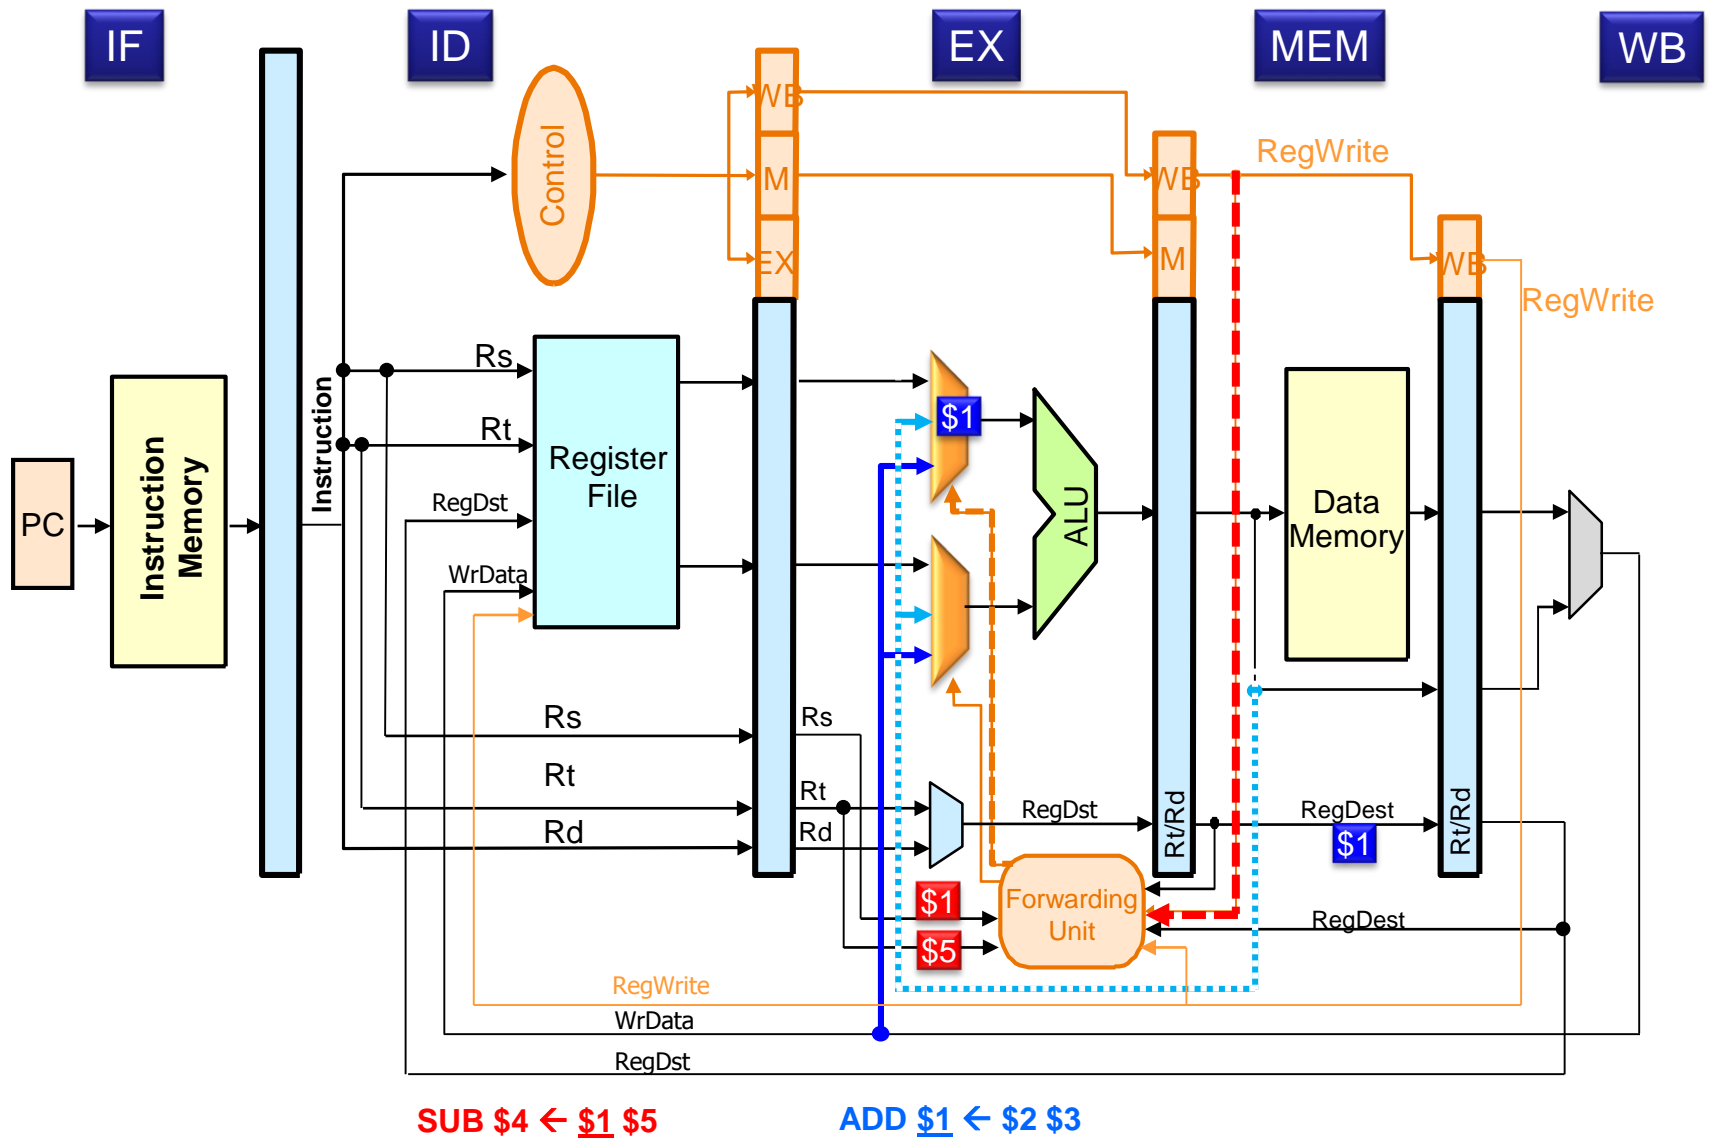 IF
ID
EX
MEM
WB
WB
Control
M
EX
WB
M
RegWrite
WB
RegWrite
Rs
Rt
Instruction
RegDst
WrData
Register
File
PC
Instruction
Memory
$1
ALU
Data
Memory
Rs
Rt
Rd
Rs
Rt
Rd
RegDst
Rt/Rd
RegDest
$1
Rt/Rd
$1
$5
Forwarding
Unit
RegDest
RegWrite
WrData
RegDst
SUB $4 ← $1 $5
ADD $1 ← $2 $3